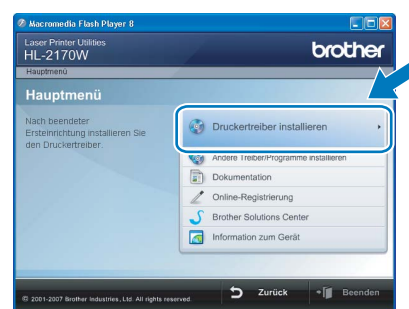 Macromedia Flash Player 8
Laser Printer Utilities
HL-2170W
brother
Hauptmenü
Hauptmenü
Nach beendeter
Ersteinrichtung installieren Sie
den Druckertreiber.
Druckertreiber installieren
Andere Treiber/Programme installieren
Dokumentation
Online-Registrierung
Brother Solutions Center
Information zum Gerät
© 2001-2007 Brother Industries, Ltd. All rights reserved.
Zurück
Beenden